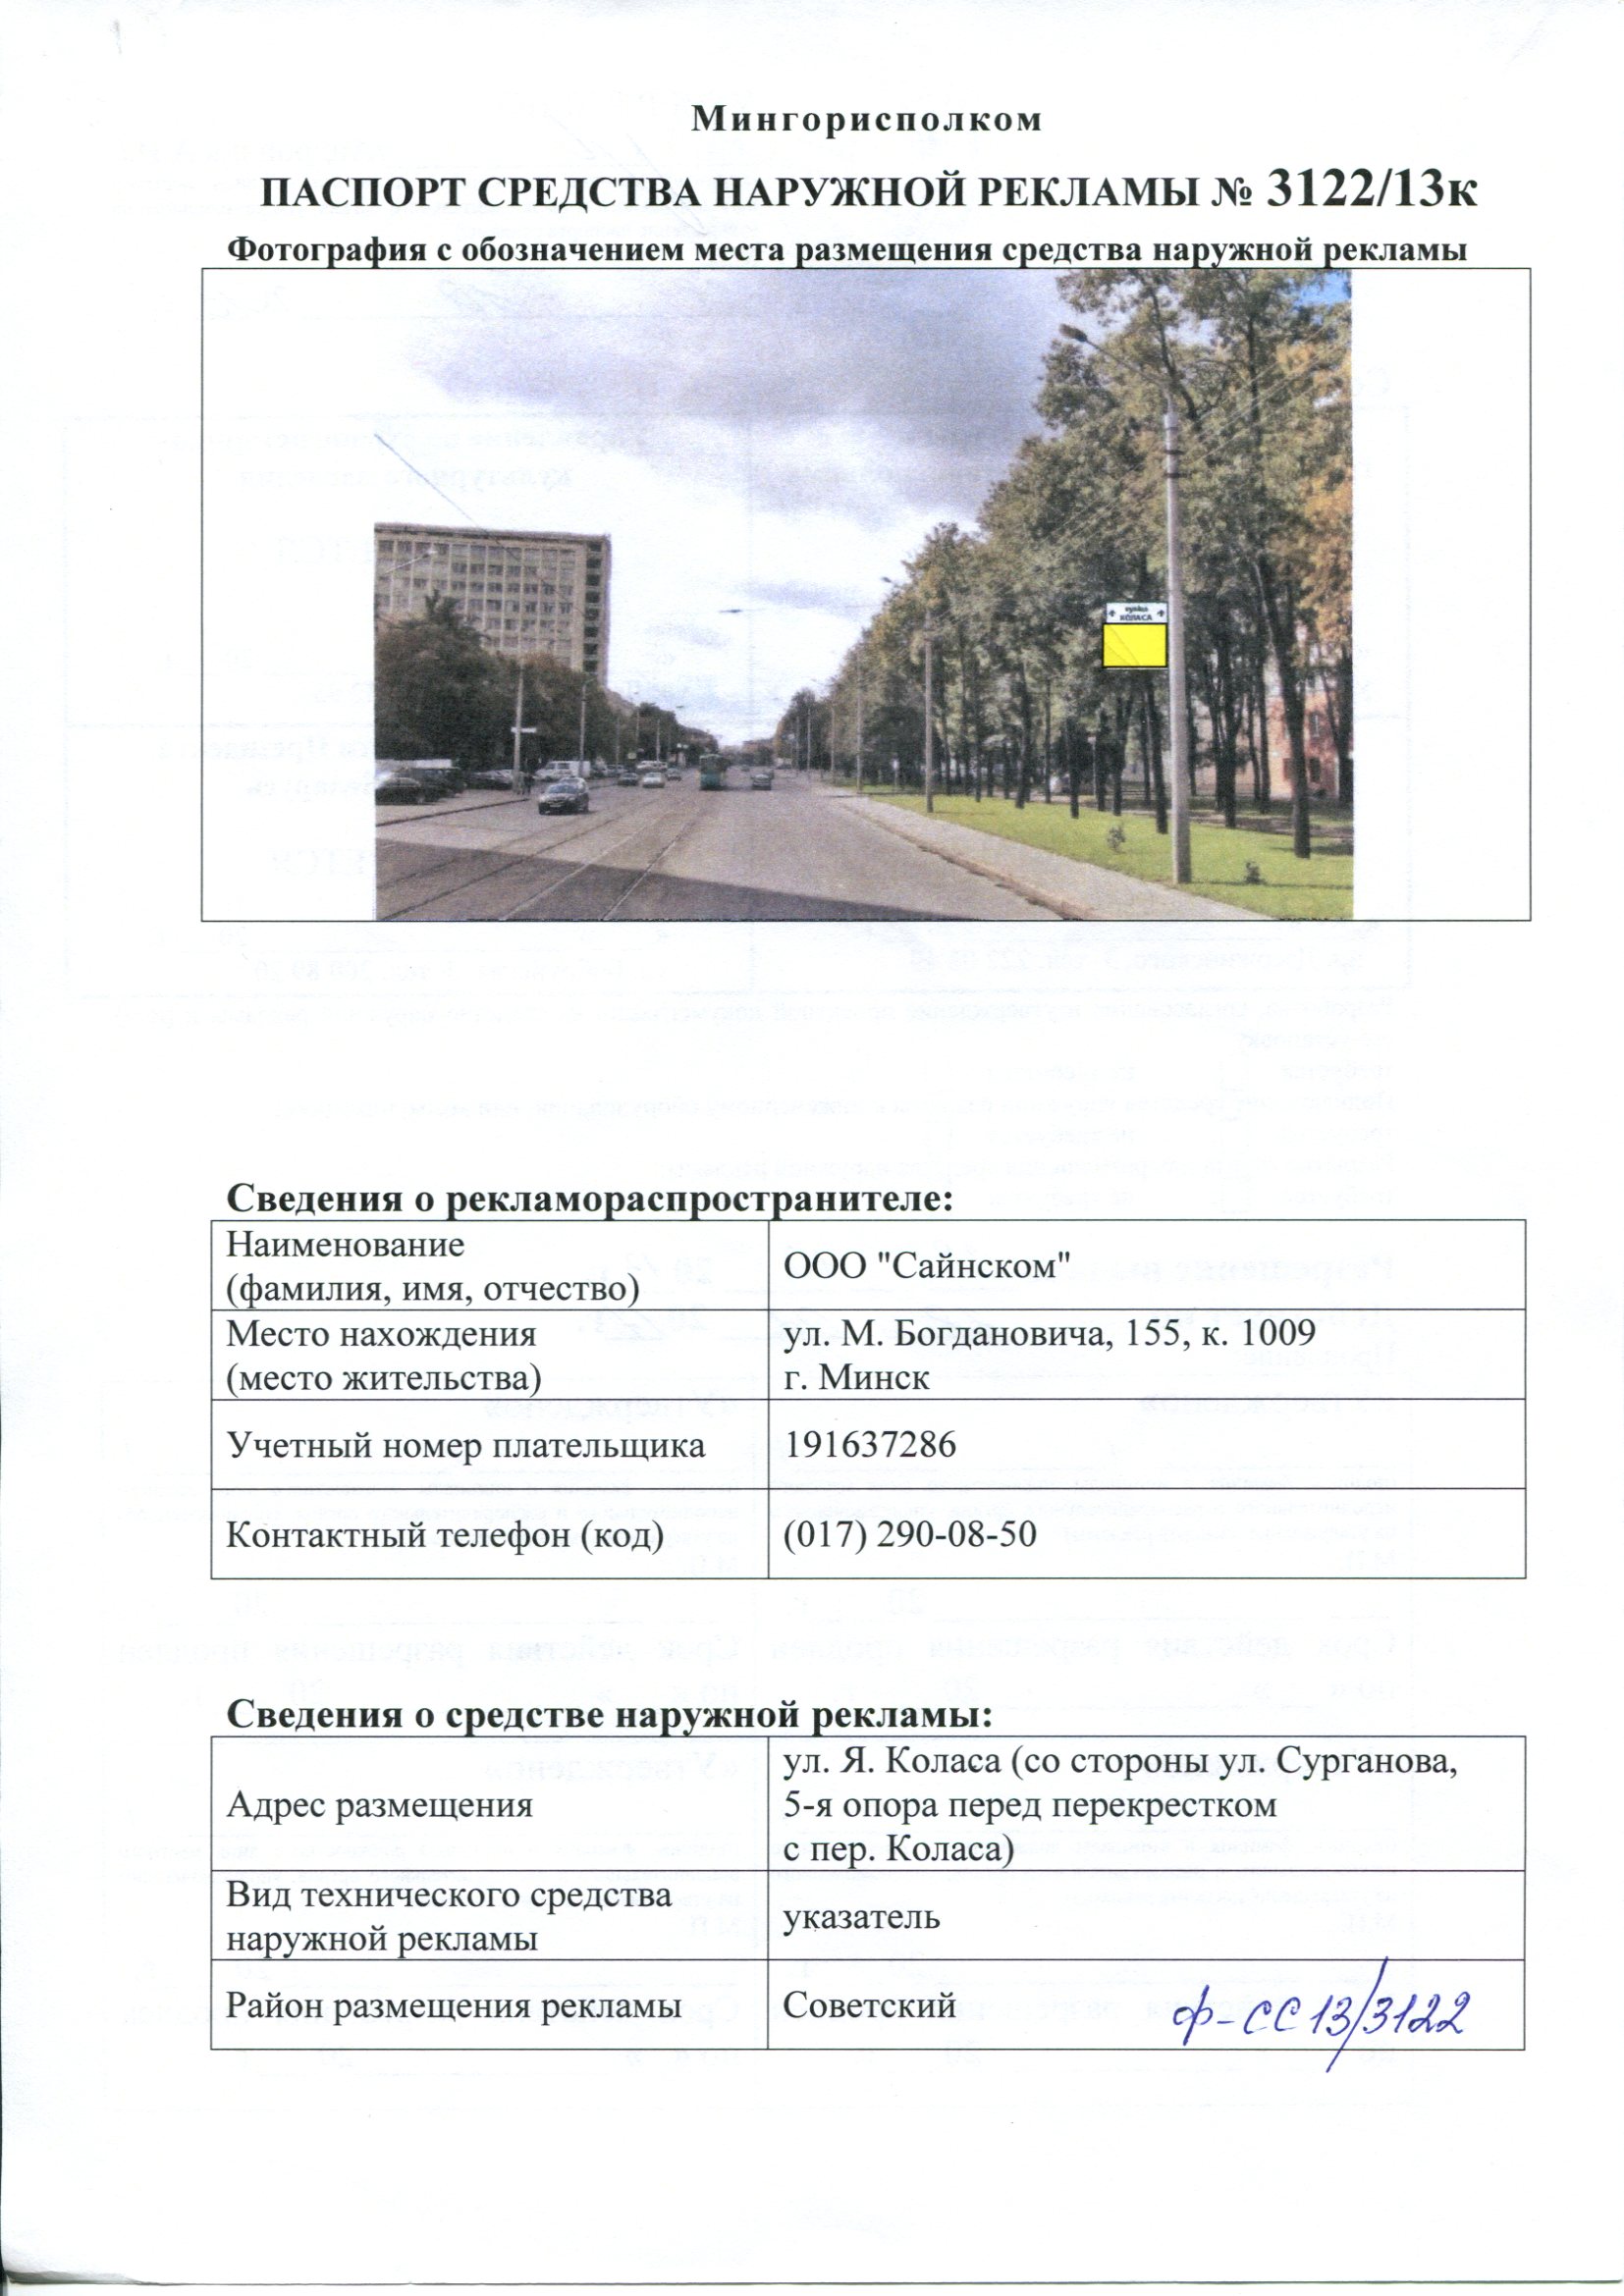 Мингорисполком
ПАСПОРТ СРЕДСТВА НАРУЖНОЙ РЕКЛАМЫ № 3122/13к
Фотография с обозначением места размещения средства наружной рекламы
КОЛАСА
Сведения о рекламораспространителе:
Наименование
(фамилия, имя, отчество)
ООО "Сайнском"
Место нахождения
(место жительства)
ул. М. Богдановича, 155, к. 1009
г. Минск
Учетный номер плательщика
191637286
Контактный телефон (код)
(017) 290-08-50
Сведения о средстве наружной рекламы:
Адрес размещения
ул. Я. Коласа (со стороны ул. Сурганова,
5-я опора перед перекрестком
с пер. Коласа)
Вид технического средства
наружной рекламы
указатель
Район размещения рекламы
Советский
ф-СС13/3122